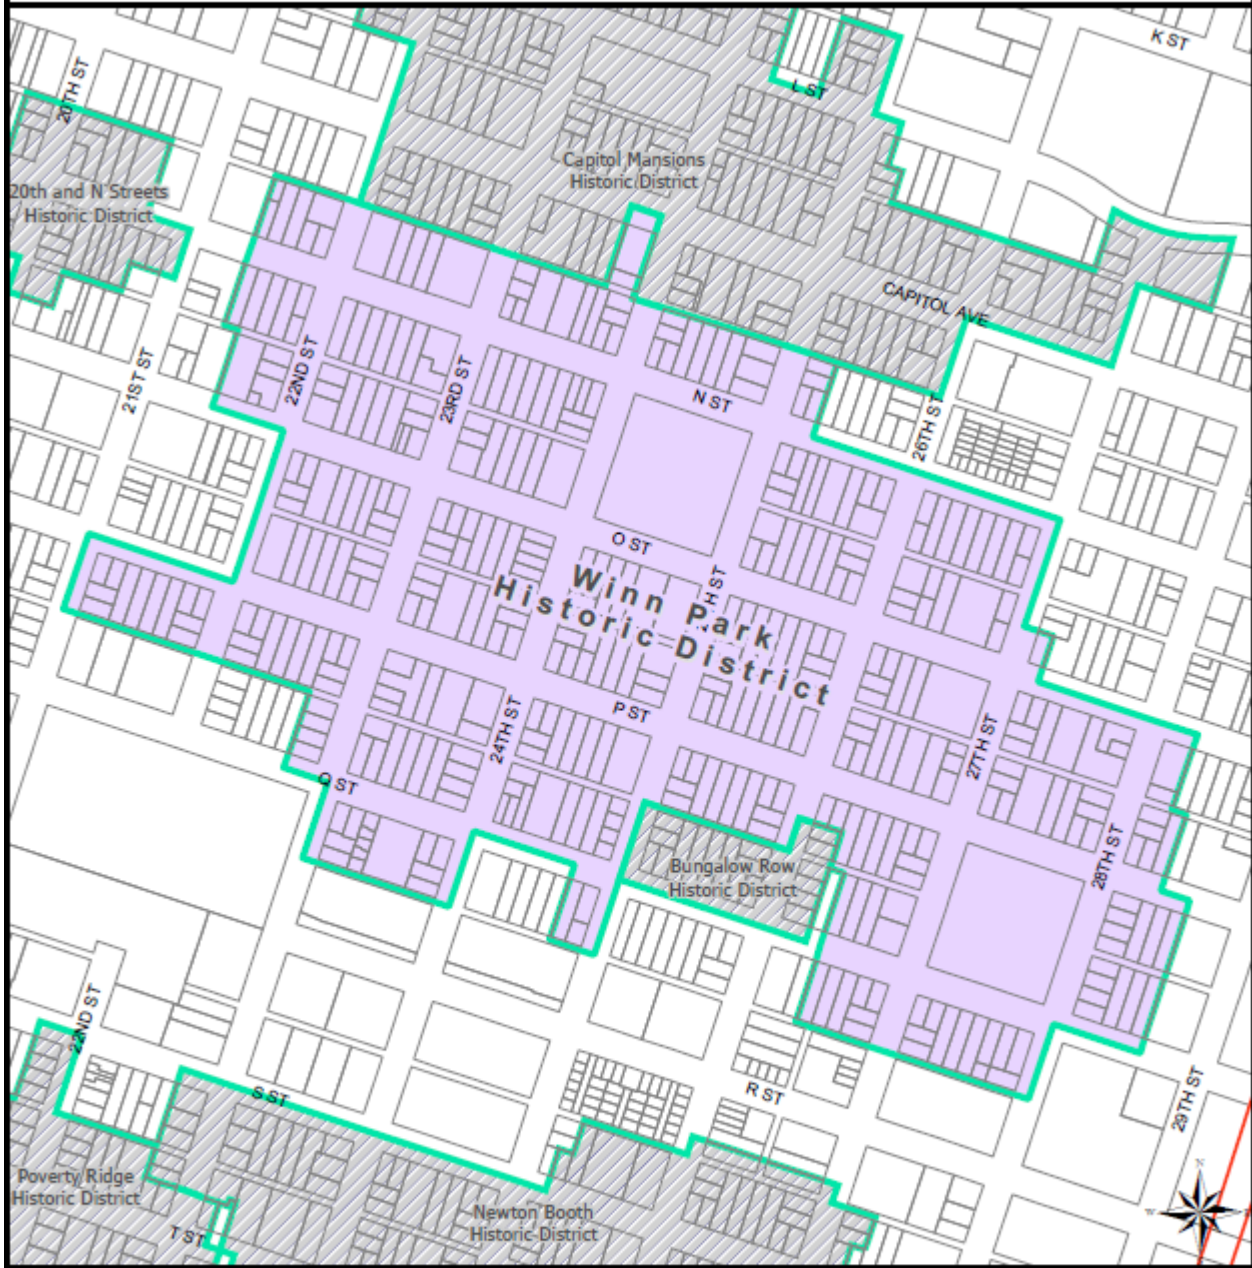 K ST
20TH ST
L ST
Capitol Mansions
Historic District
20th and N Streets
Historic District
CAPITOL AVE
21ST ST
22ND ST
23RD ST
N ST
26TH ST
O ST
H ST
Winn Park
Historic District
P ST
24TH ST
27TH ST
Q ST
28TH ST
Bungalow Row
Historic District
22ND ST
R ST
29TH ST
S ST
Poverty Ridge
Historic District
Newton Booth
Historic District
T ST